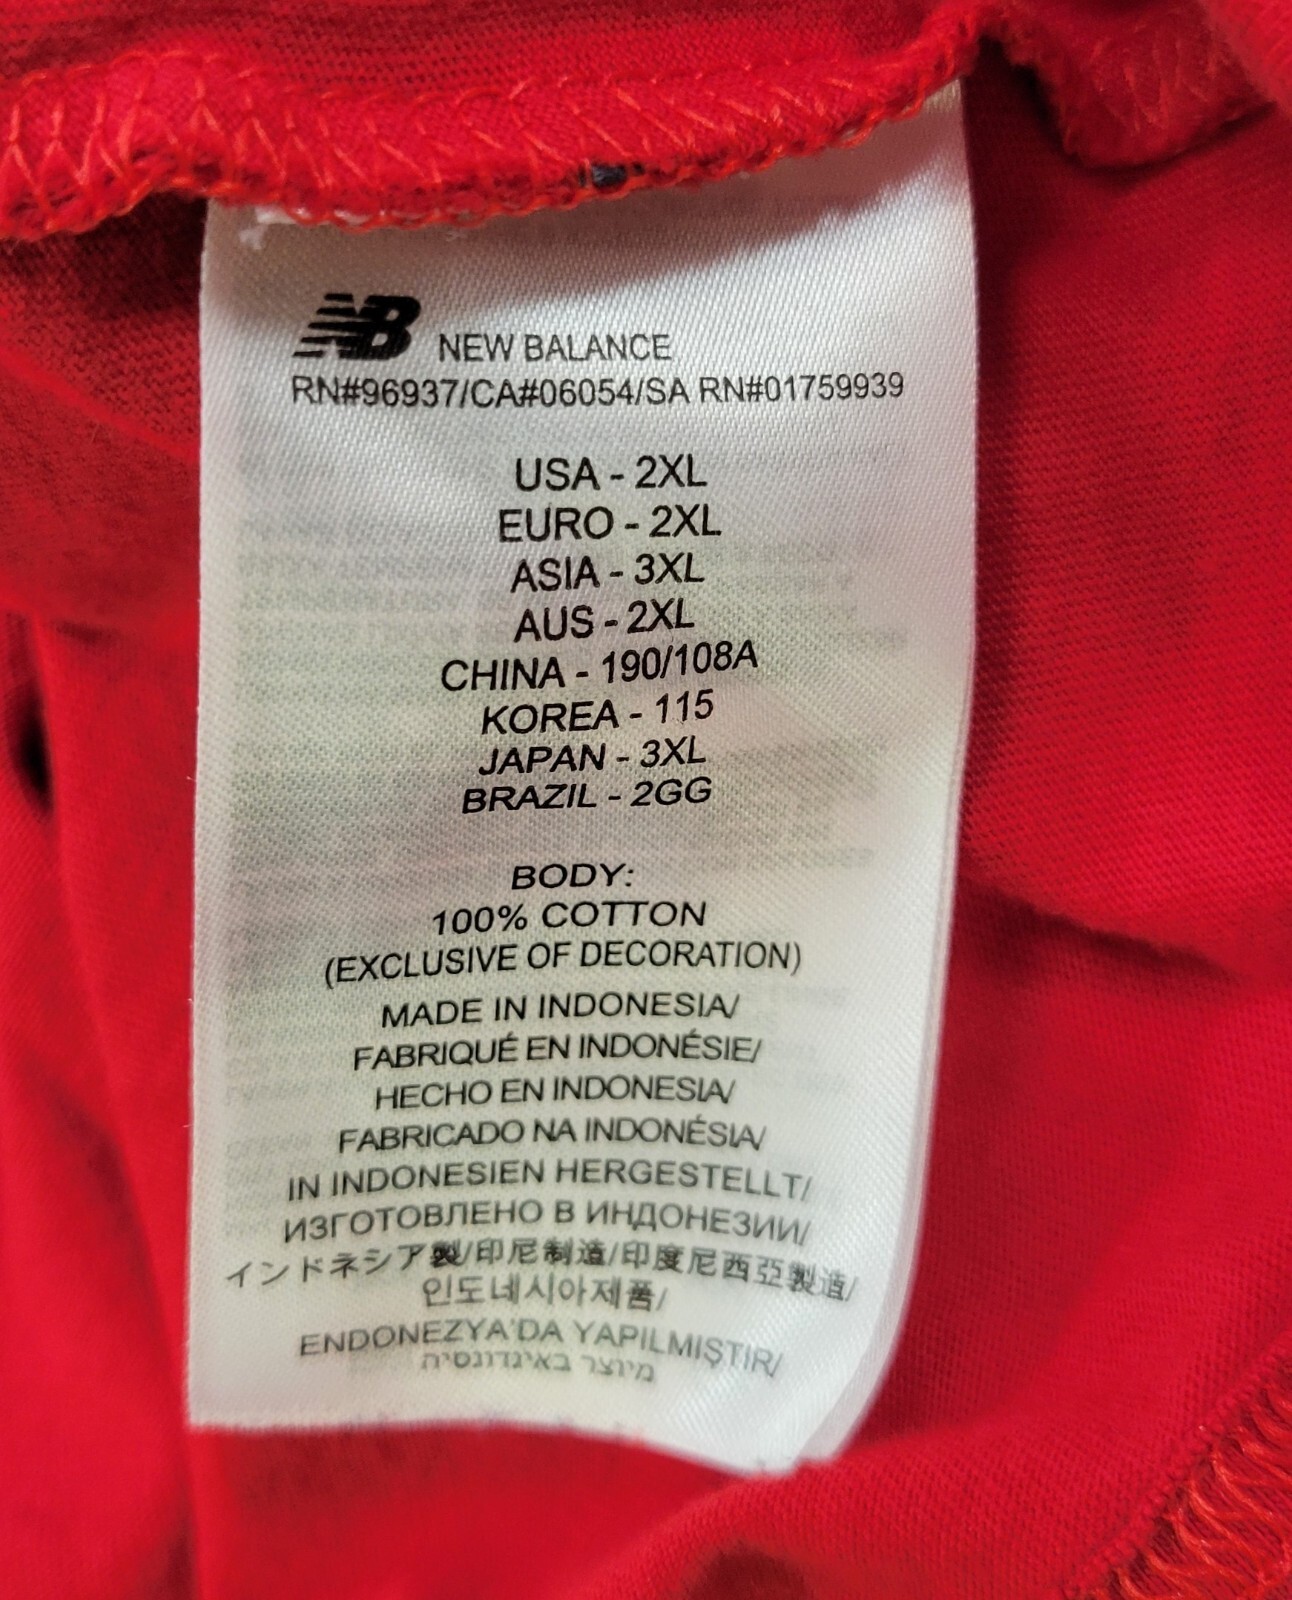 NB NEW BALANCE
RN#96937/CA#06054/SA RN#01759939
USA - 2XL
EURO - 2XL
ASIA - 3XL
AUS - 2XL
CHINA - 190/108A
KOREA - 115
JAPAN - 3XL
BRAZIL - 2GG
BODY:
100% COTTON
(EXCLUSIVE OF DECORATION)
MADE IN INDONESIA/
FABRIQUÉ EN INDONÉSIE/
HECHO EN INDONESIA/
FABRICADO NA INDONÉSIA/
IN INDONESIEN HERGESTELLT/
ИЗГОТОВЛЕНО В ИНДОНЕЗИИ/
インドネシア製/印尼制造/印度尼西亞製造/
인도네시아제품/
ENDONEZYA'DA YAPILMIŞTIR/
מיוצר באינדונסיה